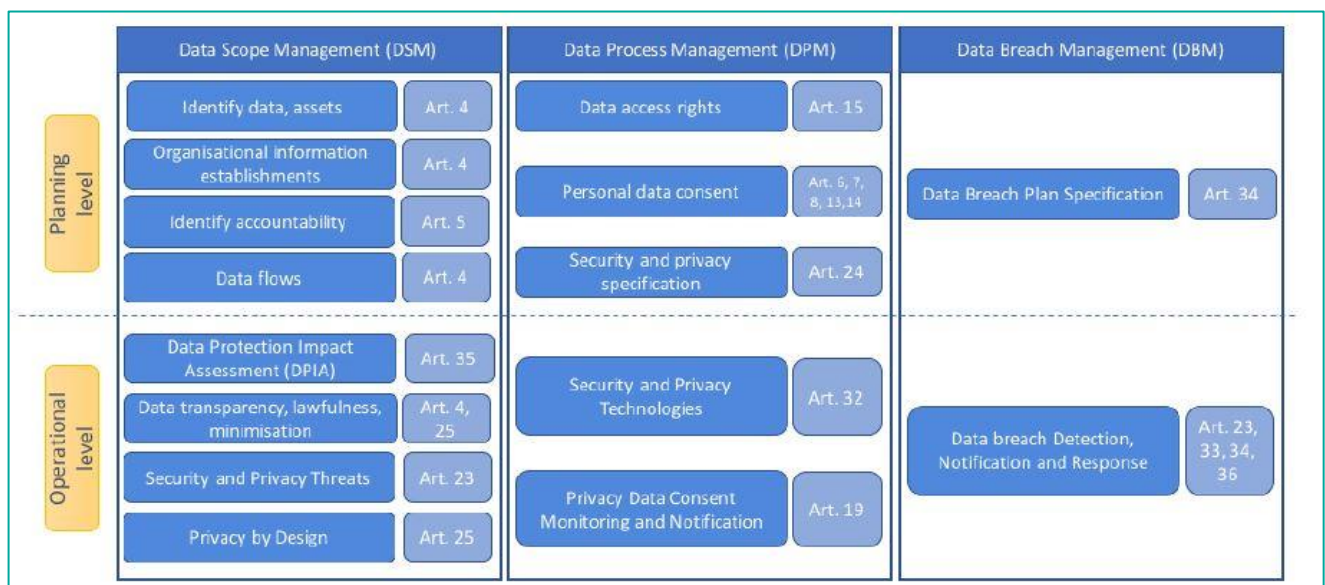 Data Scope Management (DSM)
Data Process Management (DPM)
Data Breach Management (DBM)
Planning
level
Identify data, assets
Art. 4
Organisational information
establishments
Art. 4
Identify accountability
Art. 5
Data flows
Art. 4
Data access rights
Art. 15
Personal data consent
Art. 6, 7,
8, 13,14
Security and privacy
specification
Art. 24
Data Breach Plan Specification
Art. 34
Operational
level
Data Protection Impact
Assessment (DPIA)
Art. 35
Data transparency, lawfulness,
minimisation
Art. 4,
25
Security and Privacy Threats
Art. 23
Privacy by Design
Art. 25
Security and Privacy
Technologies
Art. 32
Privacy Data Consent
Monitoring and Notification
Art. 19
Data breach Detection,
Notification and Response
Art. 23,
33, 34,
36